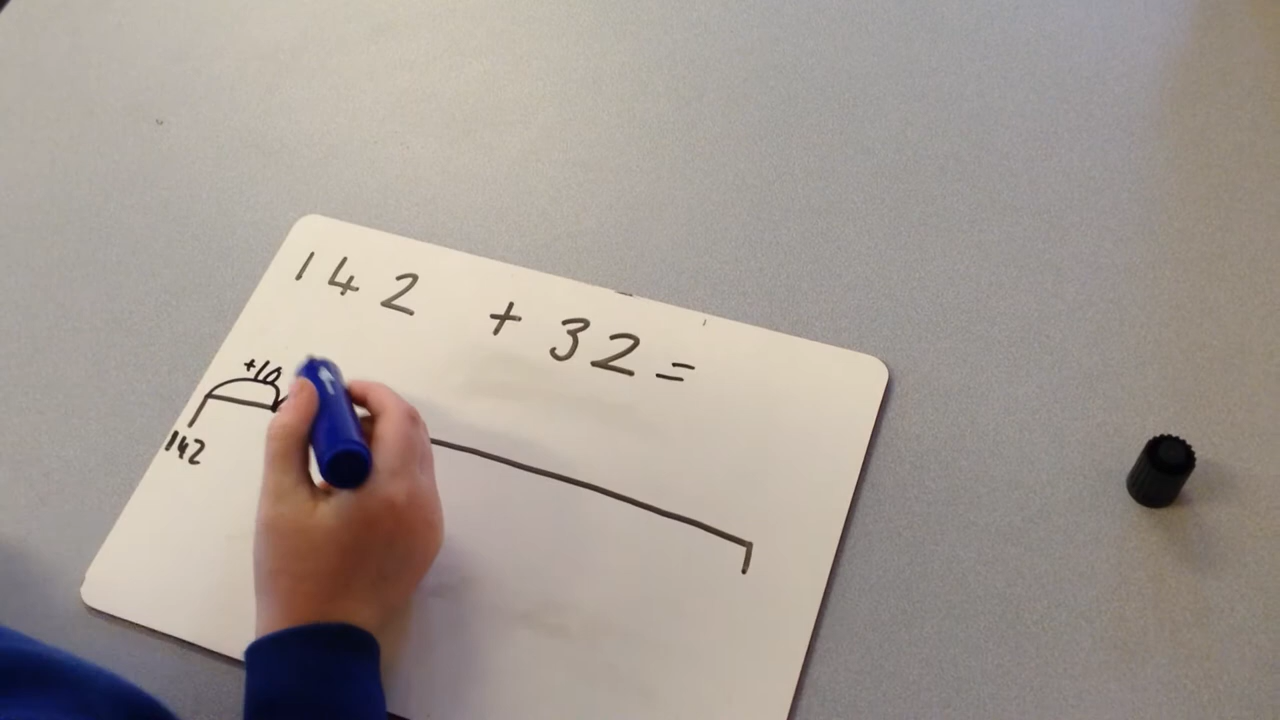 142 + 32 =
+10
142